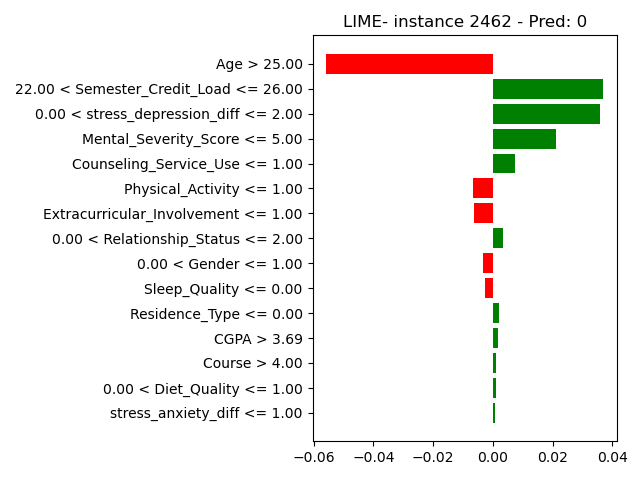 LIME- instance 2462 - Pred: 0
Age > 25.00
22.00 < Semester_Credit_Load <= 26.00
0.00 < stress_depression_diff <= 2.00
Mental_Severity_Score <= 5.00
Counseling_Service_Use <= 1.00
Physical_Activity <= 1.00
Extracurricular_Involvement <= 1.00
0.00 < Relationship_Status <= 2.00
0.00 < Gender <= 1.00
Sleep_Quality <= 0.00
Residence_Type <= 0.00
CGPA > 3.69
Course > 4.00
0.00 < Diet_Quality <= 1.00
stress_anxiety_diff <= 1.00
−0.06 −0.04 −0.02 0.00 0.02 0.04